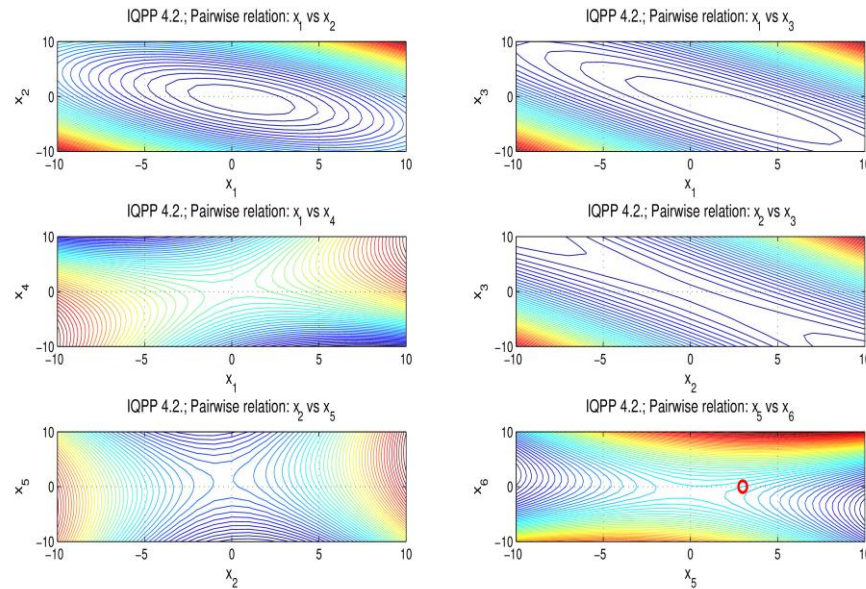 IQPP 4.2.; Pairwise relation: x1 vs x2
10
0
-10
-10
-5
0
5
10
x2
x1
IQPP 4.2.; Pairwise relation: x1 vs x3
10
0
-10
-10
-5
0
5
10
x3
x1
IQPP 4.2.; Pairwise relation: x1 vs x4
10
0
-10
-10
-5
0
5
10
x4
x1
IQPP 4.2.; Pairwise relation: x2 vs x3
10
0
-10
-10
-5
0
5
10
x3
x2
IQPP 4.2.; Pairwise relation: x2 vs x5
10
0
-10
-10
-5
0
5
10
x5
x2
IQPP 4.2.; Pairwise relation: x5 vs x6
10
0
-10
-10
-5
0
5
10
x6
x5